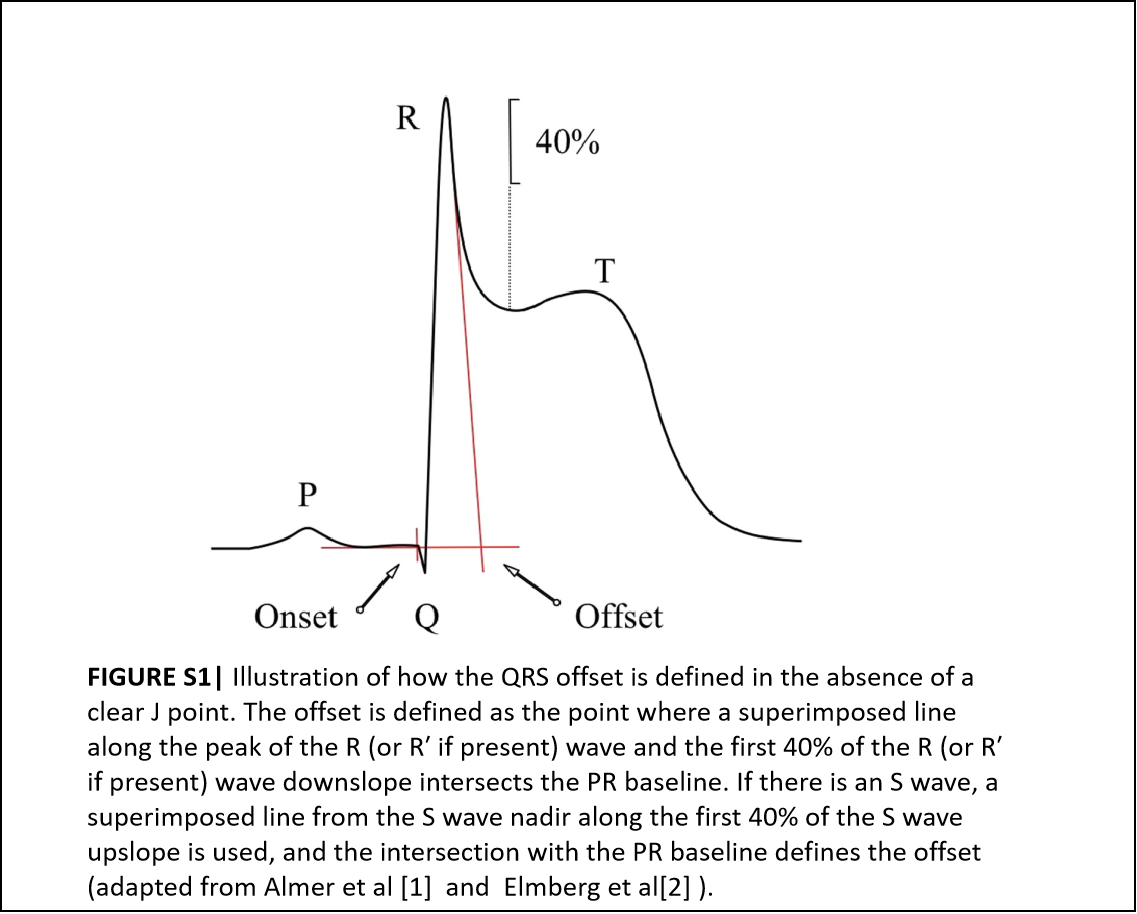 R
40%
T
P
Onset
Q
Offset
FIGURE S1| Illustration of how the QRS offset is defined in the absence of a
clear J point. The offset is defined as the point where a superimposed line
along the peak of the R (or R′ if present) wave and the first 40% of the R (or R′
if present) wave downslope intersects the PR baseline. If there is an S wave, a
superimposed line from the S wave nadir along the first 40% of the S wave
upslope is used, and the intersection with the PR baseline defines the offset
(adapted from Almer et al [1]  and  Elmberg et al[2] ).